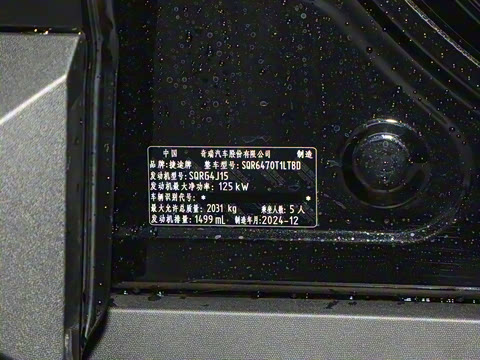 中国 奇瑞汽车股份有限公司 制造
品牌:捷途牌 整车型号:SQR6470T1LTBD
发动机型号:SQRG4J15
发动机最大净功率:125 kW
车辆识别代号:* *
最大允许总质量:2031 kg 乘坐人数:5 人
发动机排量:1499 mL 制造年月:2024-12